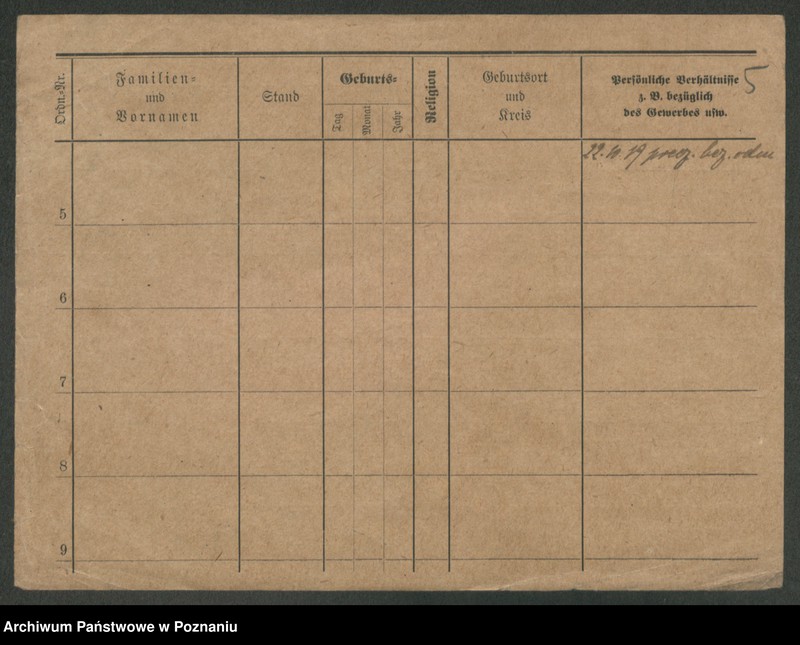 Ordn.-Nr.
Familien- und Vornamen
Stand
Geburts-
Tag
Monat
Jahr
Religion
Geburtsort und Kreis
Persönliche Verhältnisse z. B. bezüglich des Gewerbes usw.
5
22.10.19
5
6
7
8
9
Archiwum Państwowe w Poznaniu